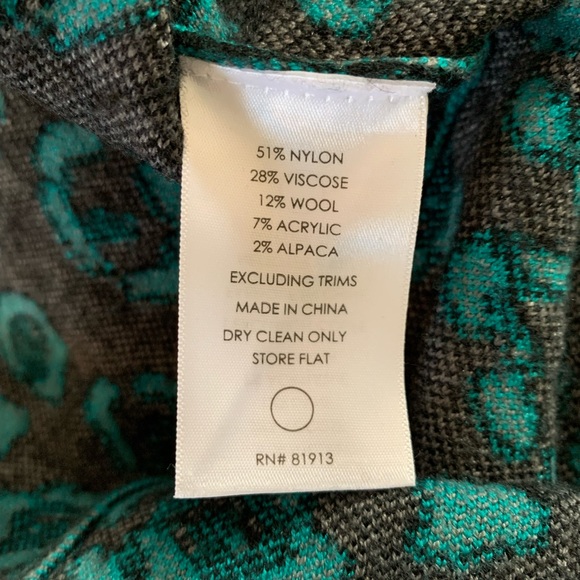 51% NYLON
28% VISCOSE
12% WOOL
7% ACRYLIC
2% ALPACA
EXCLUDING TRIMS
MADE IN CHINA
DRY CLEAN ONLY
STORE FLAT
RN# 81913